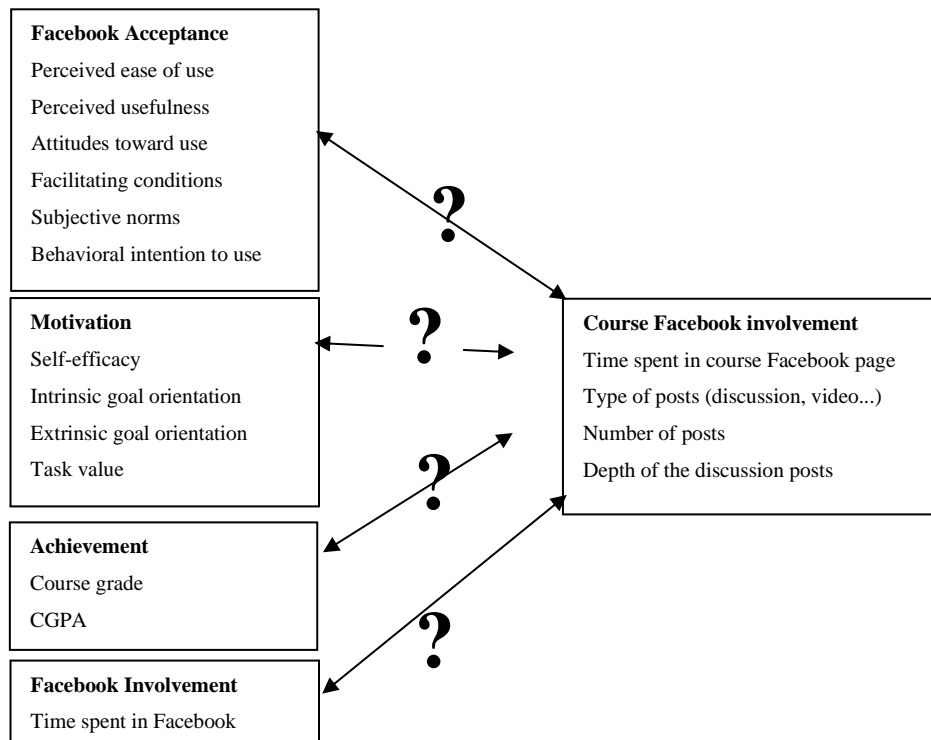 Facebook Acceptance
Perceived ease of use
Perceived usefulness
Attitudes toward use
Facilitating conditions
Subjective norms
Behavioral intention to use
?
Motivation
Self-efficacy
Intrinsic goal orientation
Extrinsic goal orientation
Task value
?
Achievement
Course grade
CGPA
?
Facebook Involvement
Time spent in Facebook
?
Course Facebook involvement
Time spent in course Facebook page
Type of posts (discussion, video...)
Number of posts
Depth of the discussion posts